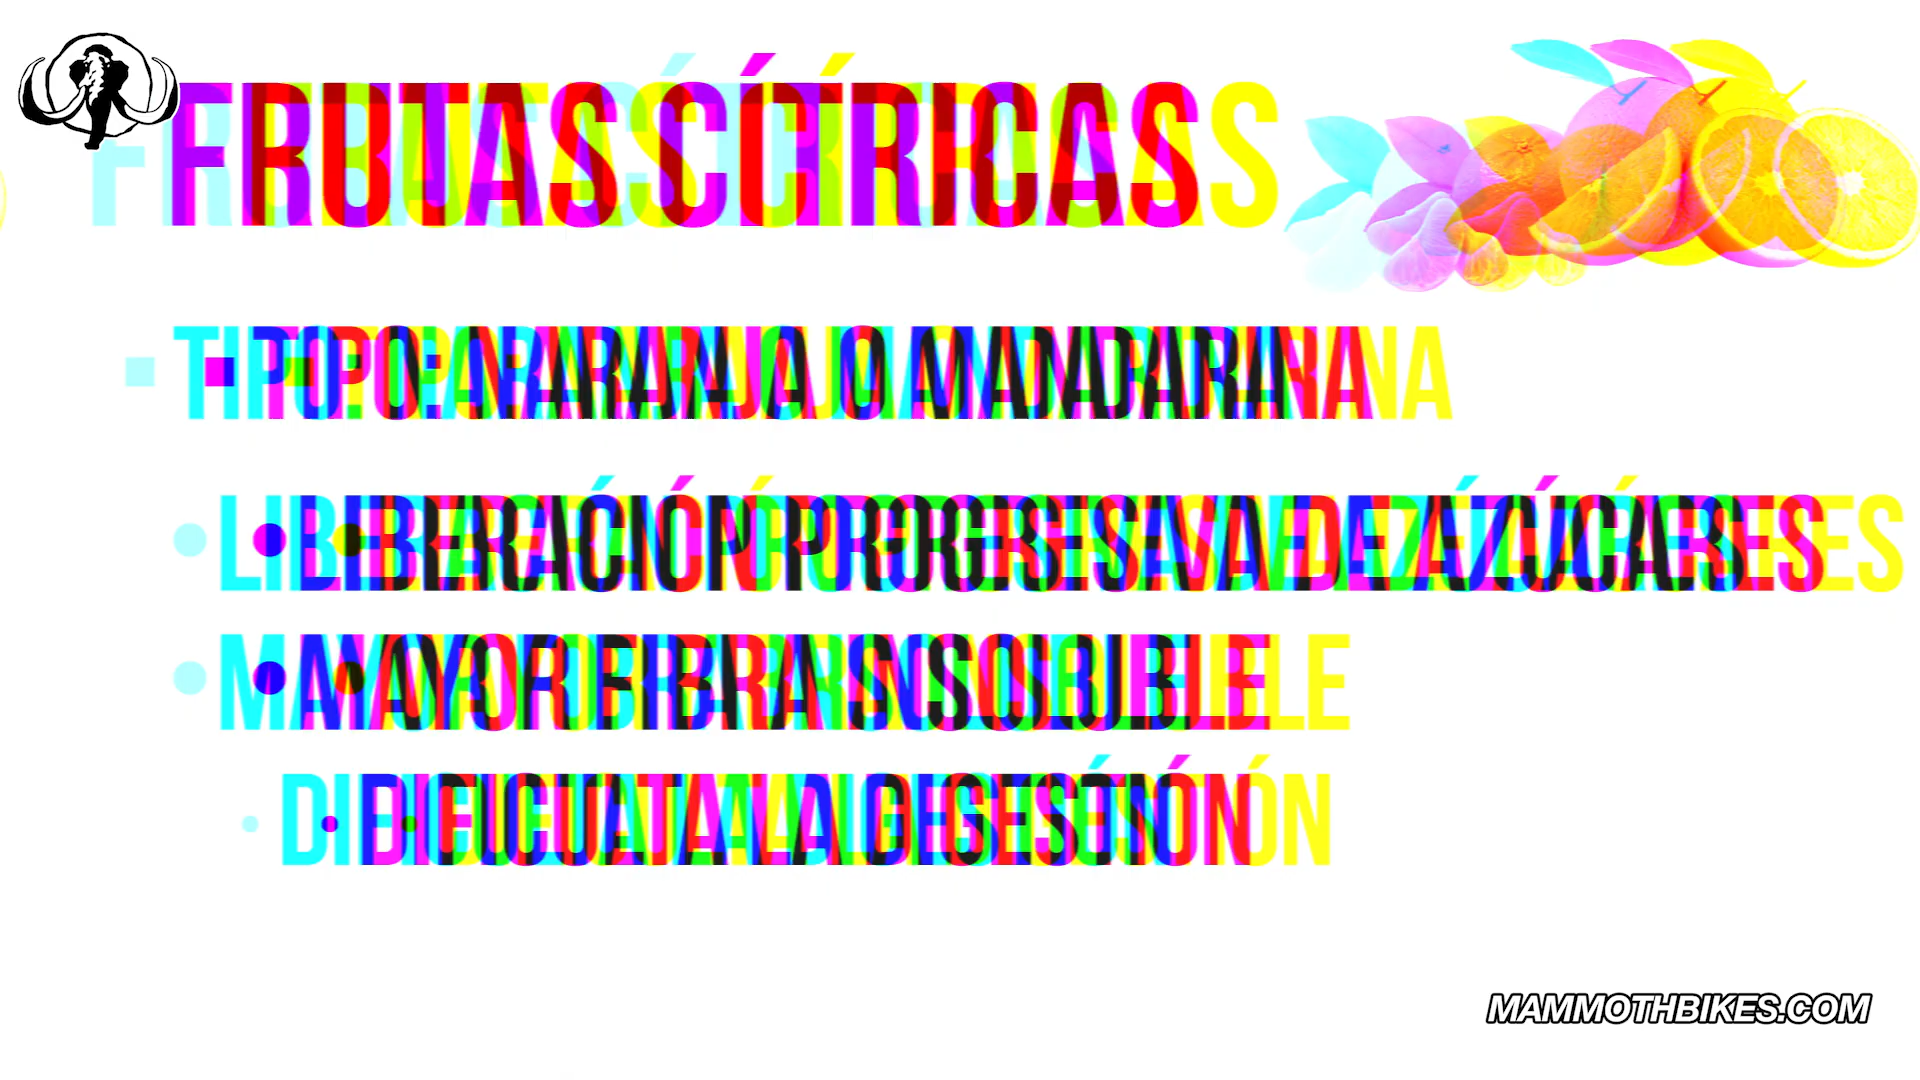 FRUTAS CÍTRICAS
TIPO: NARANJA O MANDARINA
LIBERACIÓN PROGRESIVA DE AZÚCARES
MAYOR FIBRA INSOLUBLE
DIFICULTA LA DIGESTIÓN
MAMMOTHBIKES.COM